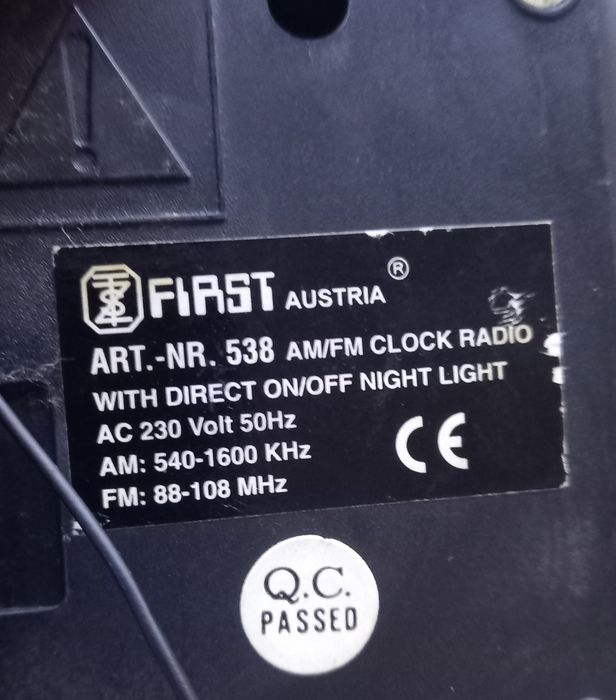 FIRST AUSTRIA ®
ART.-NR. 538 AM/FM CLOCK RADIO
WITH DIRECT ON/OFF NIGHT LIGHT
AC 230 Volt 50Hz
AM: 540-1600 KHz
FM: 88-108 MHz
CE
Q.C.
PASSED